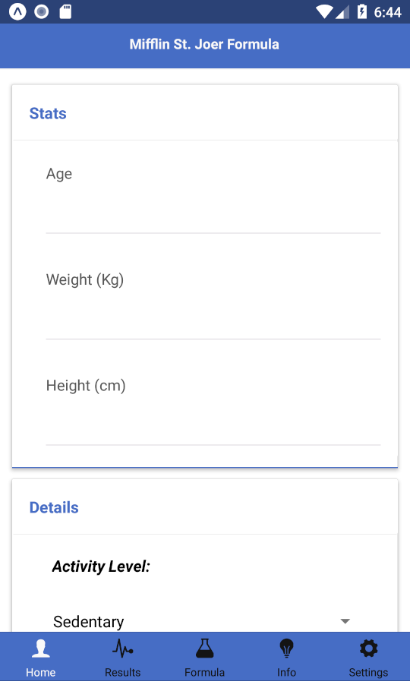 6:44
Mifflin St. Joer Formula
Stats
Age
Weight (Kg)
Height (cm)
Details
Activity Level:
Sedentary
Home Results Formula Info Settings